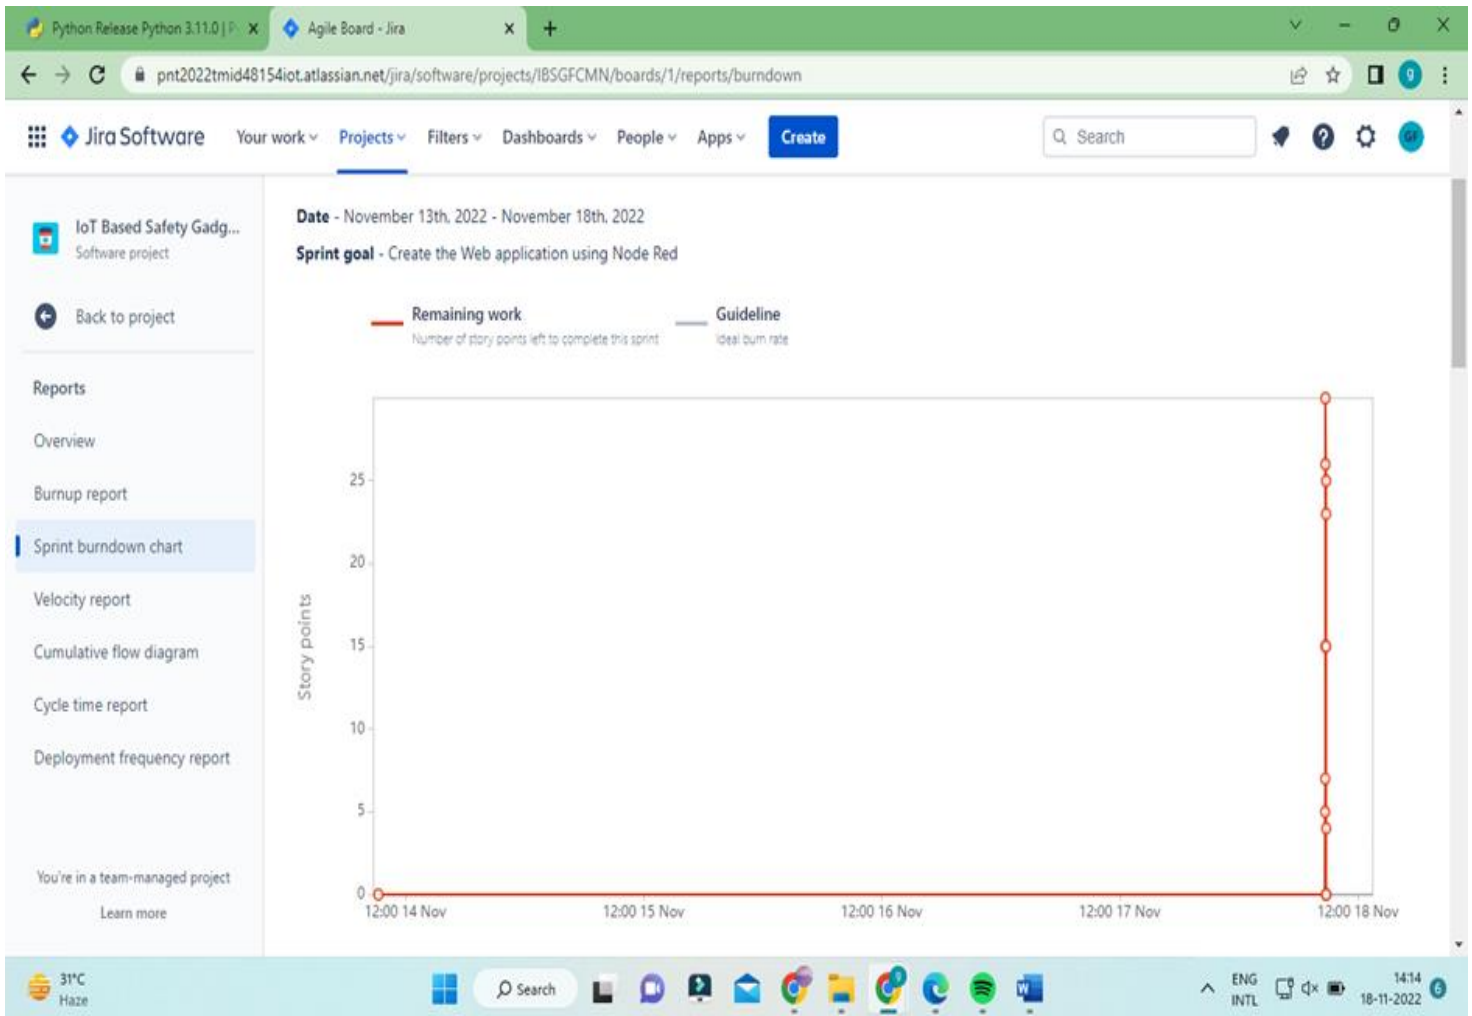 Python Release Python 3.11.0 | P
Agile Board - Jira
pnt2022tmid48154iot.atlassian.net/jira/software/projects/IBSGFCMN/boards/1/reports/burndown
9
Jira Software Your work Projects Filters Dashboards People Apps Create Search GF
IoT Based Safety Gadg...
Software project
Back to project
Reports
Overview
Burnup report
Sprint burndown chart
Velocity report
Cumulative flow diagram
Cycle time report
Deployment frequency report
You're in a team-managed project
Learn more
Date - November 13th, 2022 - November 18th, 2022
Sprint goal - Create the Web application using Node Red
Remaining work
Number of story points left to complete this sprint
Guideline
Ideal burn rate
Story points
25
20
15
10
5
0
12:00 14 Nov 12:00 15 Nov 12:00 16 Nov 12:00 17 Nov 12:00 18 Nov
31°C
Haze
Search
9
W
ENG
INTL
14:14
18-11-2022
6